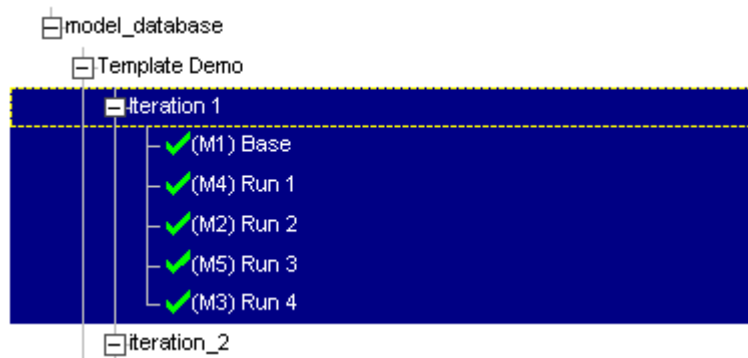 model_database
Template Demo
Iteration 1
(M1) Base
(M4) Run 1
(M2) Run 2
(M5) Run 3
(M3) Run 4
iteration_2